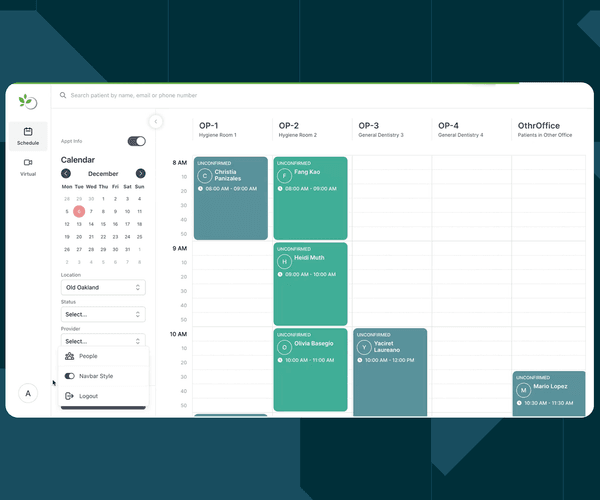 Search patient by name, email or phone number
Schedule
Virtual
Appt Info
Calendar
December
Mon Tue Wed Thu Fri Sat Sun
28 29 30 1 2 3 4
5 6 7 8 9 10 11
12 13 14 15 16 17 18
19 20 21 22 23 24 25
26 27 28 29 30 31 1
2 3 4 5 6 7 8
Location
Old Oakland
Status
Select...
Provider
Select...
People
Navbar Style
Logout
A
OP-1
Hygiene Room 1
OP-2
Hygiene Room 2
OP-3
General Dentistry 3
OP-4
General Dentistry 4
OthrOffice
Patients in Other Office
8 AM
10
20
30
40
50
9 AM
10
20
30
40
50
10 AM
10
20
30
40
50
UNCONFIRMED
C
Christia
Panizales
08:00 AM - 09:00 AM
UNCONFIRMED
F
Fang Kao
08:00 AM - 09:00 AM
UNCONFIRMED
H
Heidi Muth
09:00 AM - 10:00 AM
UNCONFIRMED
O
Olivia Basegio
10:00 AM - 11:00 AM
UNCONFIRMED
Y
Yaciret
Laureano
10:00 AM - 12:00 PM
UNCONFIRMED
M
Mario Lopez
10:30 AM - 11:30 AM